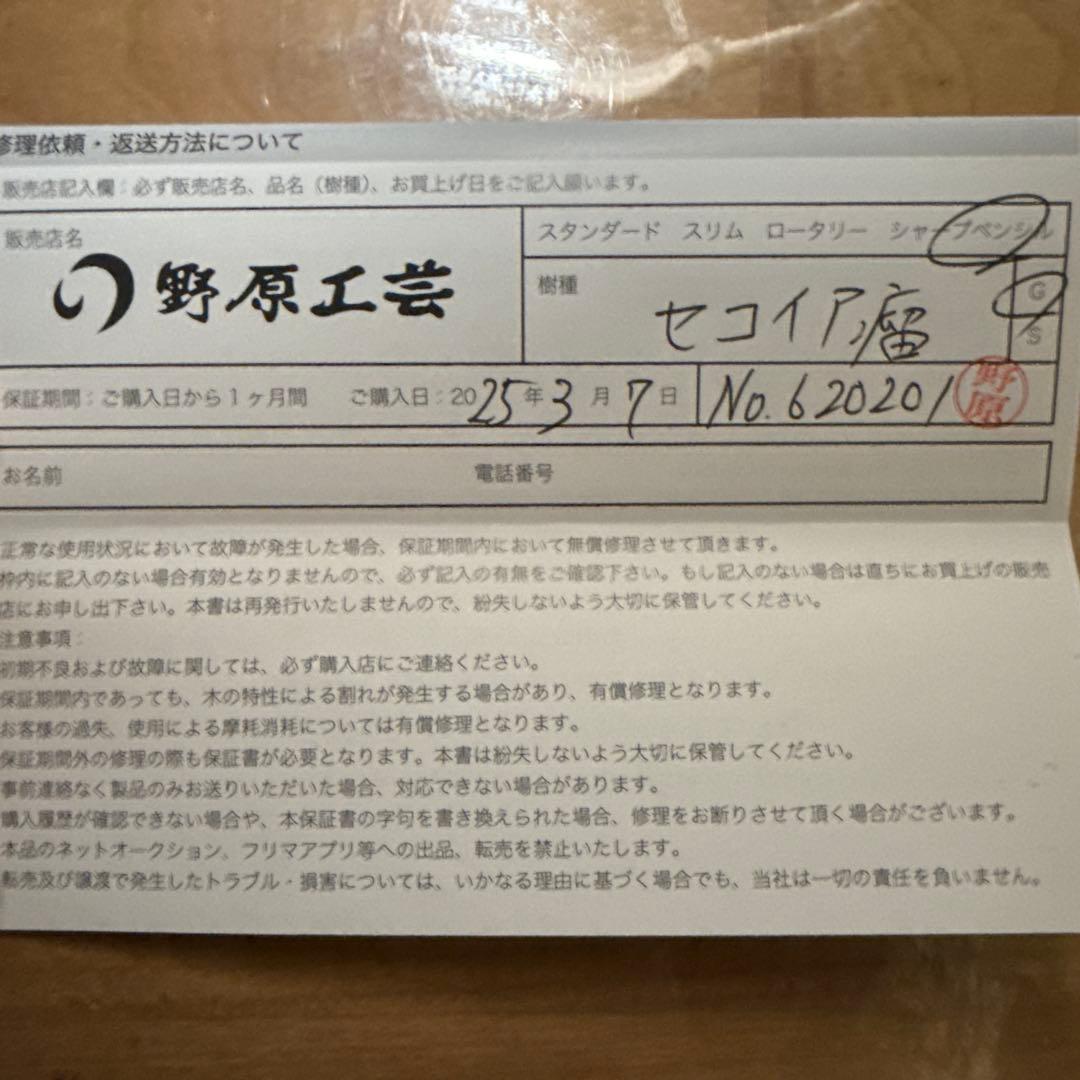 修理依頼・返送方法について
販売店記入欄：必ず販売店名、品名（樹種）、お買上げ日をご記入願います。
販売店名
野原工芸
スタンダード スリム ロータリー シャープペンシル
樹種
セコイア瘤
G
S
保証期間：ご購入日から1ヶ月間 ご購入日：2025年3月7日 No.620201
野原
お名前 電話番号
正常な使用状況において故障が発生した場合、保証期間内において無償修理させて頂きます。
枠内に記入のない場合有効となりませんので、必ず記入の有無をご確認下さい。もし記入のない場合は直ちにお買上げの販売
店にお申し出下さい。本書は再発行いたしませんので、紛失しないよう大切に保管してください。
注意事項：
初期不良および故障に関しては、必ず購入店にご連絡ください。
保証期間内であっても、木の特性による割れが発生する場合があり、有償修理となります。
お客様の過失、使用による摩耗消耗については有償修理となります。
保証期間外の修理の際も保証書が必要となります。本書は紛失しないよう大切に保管してください。
事前連絡なく製品のみお送りいただいた場合、対応できない場合があります。
購入履歴が確認できない場合や、本保証書の字句を書き換えられた場合、修理をお断りさせて頂く場合がございます。
本品のネットオークション、フリマアプリ等への出品、転売を禁止いたします。
転売及び譲渡で発生したトラブル・損害については、いかなる理由に基づく場合でも、当社は一切の責任を負いません。